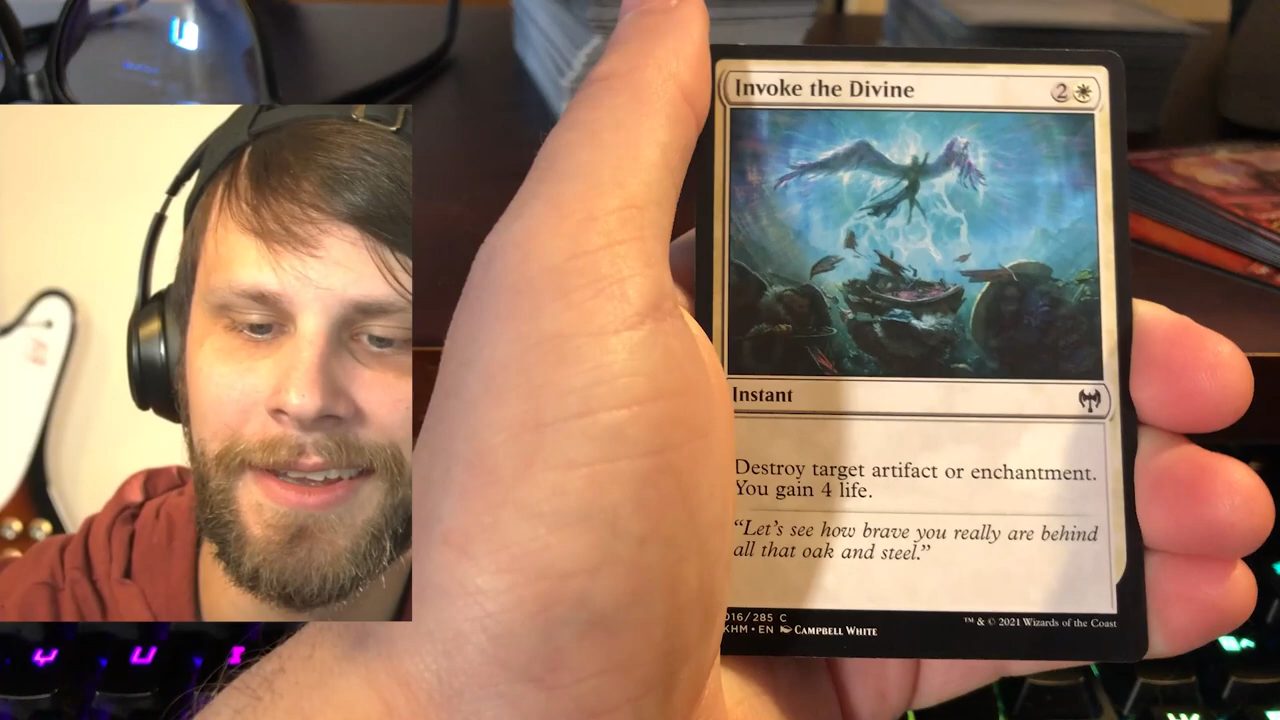 Invoke the Divine 2
Instant
Destroy target artifact or enchantment.
You gain 4 life.
“Let’s see how brave you really are behind
all that oak and steel.”
016/285 C
KHM • EN CAMPBELL WHITE
™ & © 2021 Wizards of the Coast
U I